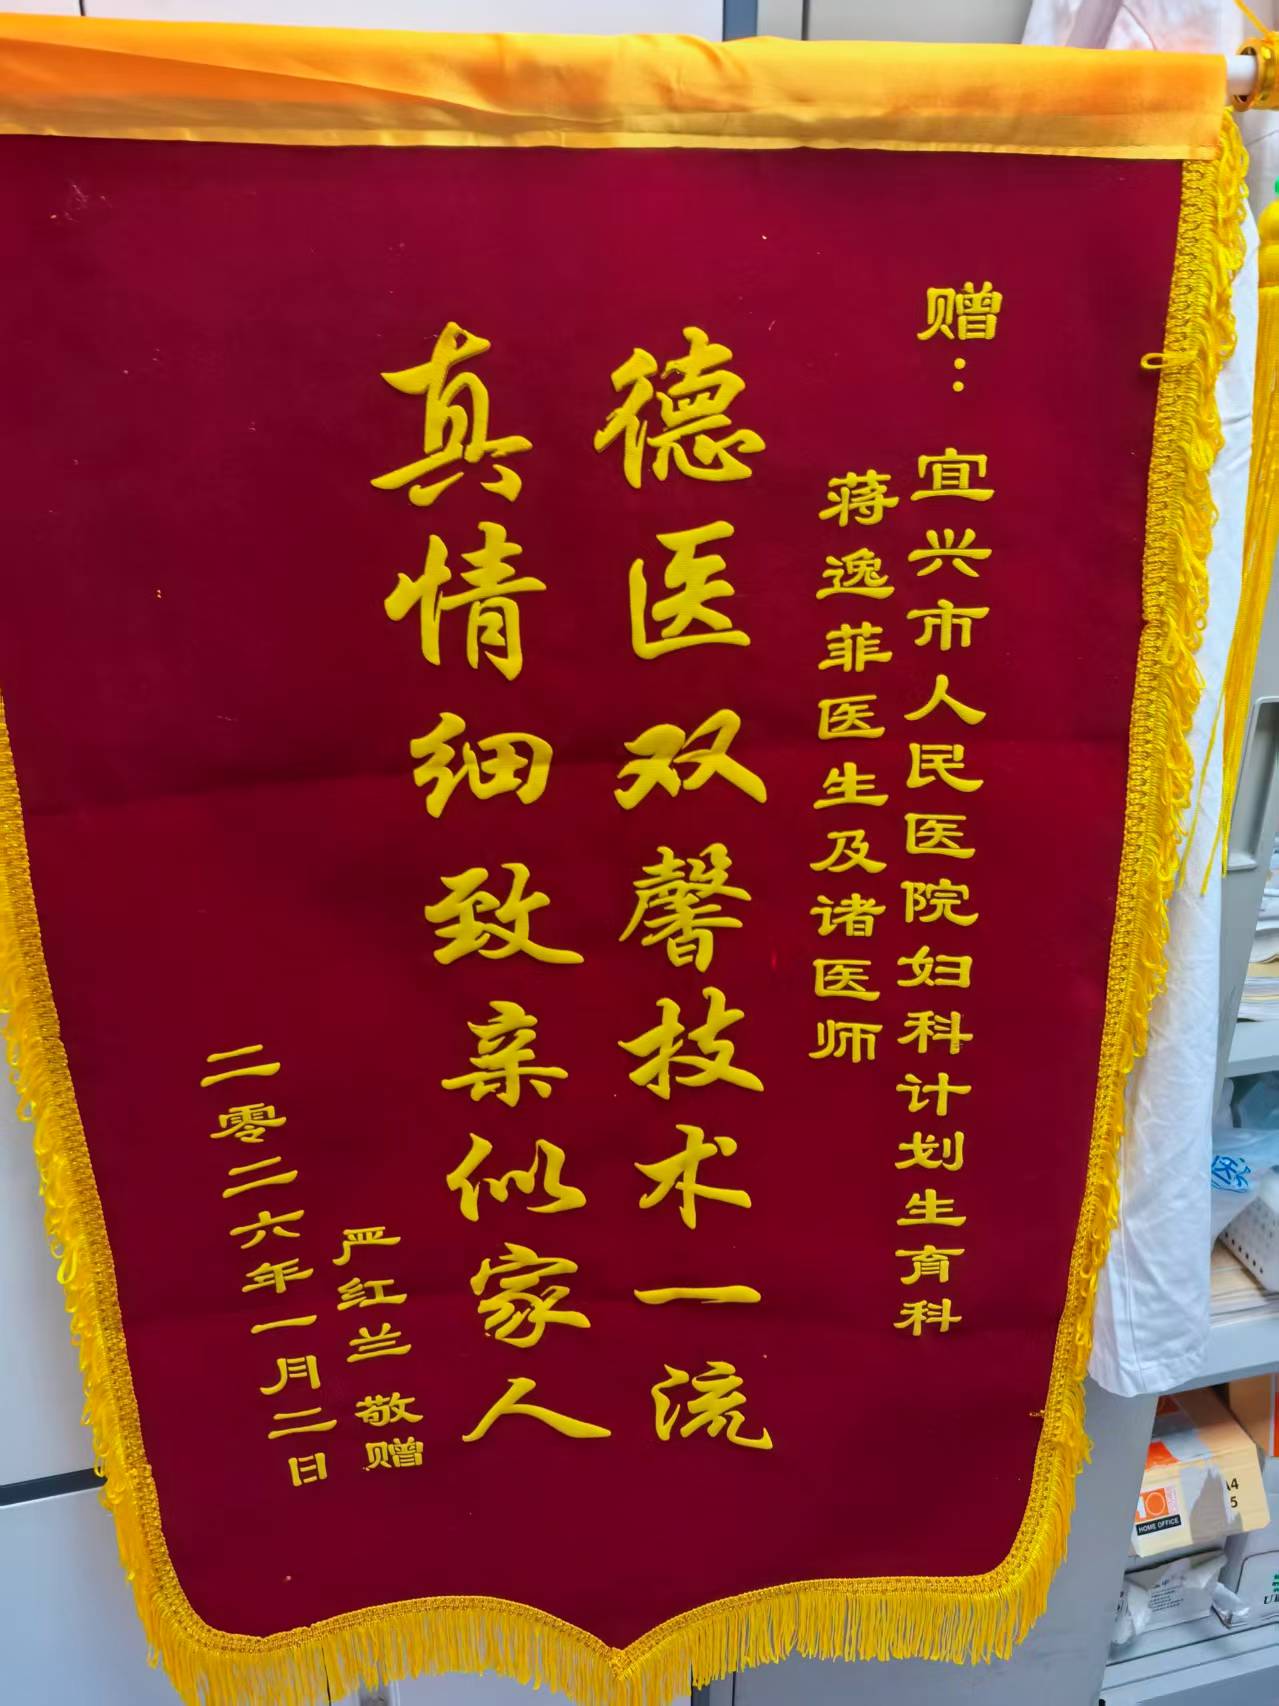 赠：宜兴市人民医院妇科计划生育科
蒋逸菲医生及诸医师
德医双馨技术一流
真情细致亲似家人
严红兰 敬赠
二零二六年一月二日
HOME OFFICE